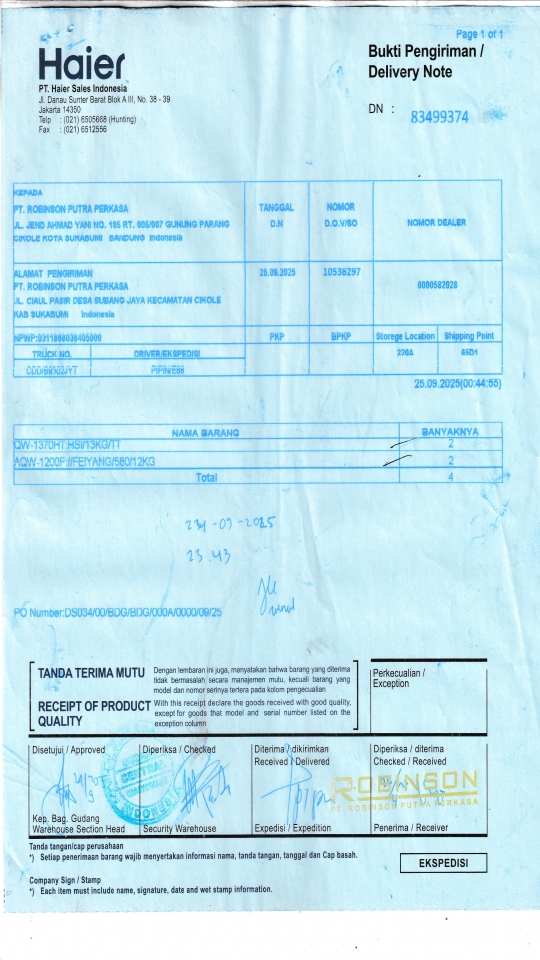 Page 1 of 1
Haier
Bukti Pengiriman /
Delivery Note
PT. Haier Sales Indonesia
Jl. Danau Sunter Barat Blok A III, No. 38 - 39
Jakarta 14350
Telp : (021) 6505668 (Hunting)
Fax : (021) 6512556
DN : 83499374
KEPADA
PT. ROBINSON PUTRA PERKASA
JL. JEND AHMAD YANI NO. 185 RT. 005/007 GUNUNG PARANG
CIKOLE KOTA SUKABUMI BANDUNG Indonesia
TANGGAL
D.N
NOMOR
D.O.V/SO
NOMOR DEALER
ALAMAT PENGIRIMAN
PT. ROBINSON PUTRA PERKASA
JL. CIAUL PASIR DESA SUBANG JAYA KECAMATAN CIKOLE
KAB SUKABUMI Indonesia
25.09.2025
10536297
8000582028
NPWP:0311888038405000
PKP
BPKP
Storege Location
Shipping Point
TRUCK NO.
DRIVER/EKSPEDISI
220A
65D1
PIPIN/E88
25.09.2025(00:44:55)
NAMA BARANG
BANYAKNYA
QW-1370HT:HSI/13KG/TT 2
AQW-1200F://FEIYANG/580/12KG 2
Total 4
23.43
PO Number:DS034/00/BDG/BDG/000A/0000/09/25
TANDA TERIMA MUTU
Dengan lembaran ini juga, menyatakan bahwa barang yang diterima
tidak bermasalah secara manajemen mutu, kecuali barang yang
model dan nomor serinya tertera pada kolom pengecualian
RECEIPT OF PRODUCT
QUALITY
With this receipt declare the goods received with good quality,
except for goods that model and serial number listed on the
exception column
Perkecualian /
Exception
Disetujui / Approved
Diperiksa / Checked
Diterima / dikirimkan
Received / Delivered
Diperiksa / diterima
Checked / Received
ROBINSON
PT. ROBINSON PUTRA PERKASA
Kep. Bag. Gudang
Warehouse Section Head
Security Warehouse
Expedisi / Expedition
Penerima / Receiver
Tanda tangan/cap perusahaan
*) Setiap penerimaan barang wajib menyertakan informasi nama, tanda tangan, tanggal dan Cap basah.
EKSPEDISI
Company Sign / Stamp
*) Each item must include name, signature, date and wet stamp information.